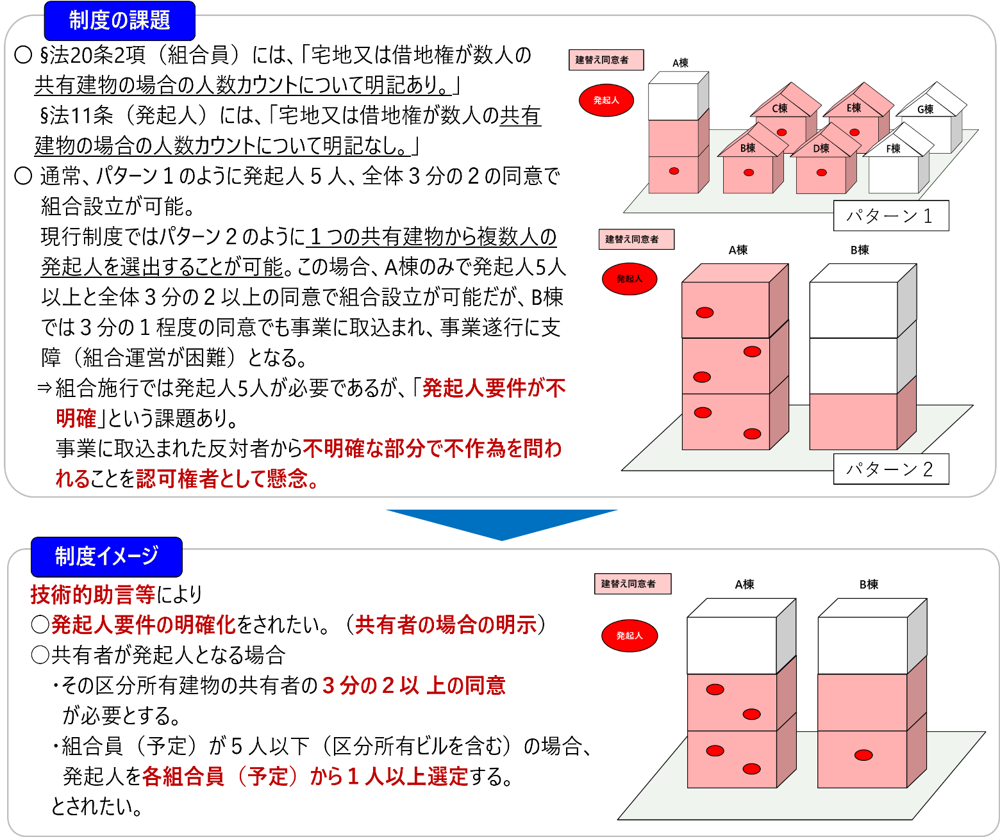 制度の課題
〇 §法20条2項（組合員）には、「宅地又は借地権が数人の
共有建物の場合の人数カウントについて明記あり。」
§法11条（発起人）には、「宅地又は借地権が数人の共有
建物の場合の人数カウントについて明記なし。」
〇 通常、パターン１のように発起人５人、全体３分の２の同意で
組合設立が可能。
現行制度ではパターン２のように１つの共有建物から複数人の
発起人を選出することが可能。この場合、A棟のみで発起人5人
以上と全体３分の２以上の同意で組合設立が可能だが、B棟
では３分の１程度の同意でも事業に取込まれ、事業遂行に支
障（組合運営が困難）となる。
⇒組合施行では発起人5人が必要であるが、「発起人要件が不
明確」という課題あり。
事業に取込まれた反対者から不明確な部分で不作為を問わ
れることを認可権者として懸念。
建替え同意者
発起人
A棟
C棟
E棟
G棟
B棟
D棟
F棟
パターン１
建替え同意者
発起人
A棟
B棟
パターン２
制度イメージ
技術的助言等により
〇発起人要件の明確化をされたい。（共有者の場合の明示）
〇共有者が発起人となる場合
・その区分所有建物の共有者の３分の２以 上の同意
が必要とする。
・組合員（予定）が５人以下（区分所有ビルを含む）の場合、
発起人を各組合員（予定）から１人以上選定する。
とされたい。
建替え同意者
発起人
A棟
B棟